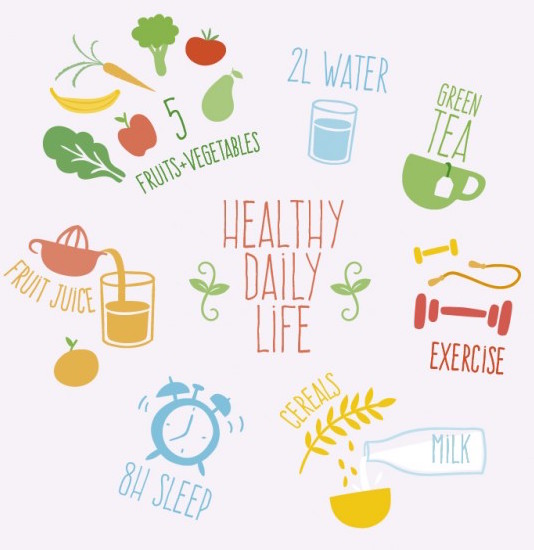 5
FRUITS+VEGETABLES
2L WATER
GREEN
TEA
HEALTHY
DAILY
LIFE
FRUIT JUICE
EXERCISE
8H SLEEP
CEREALS
MILK